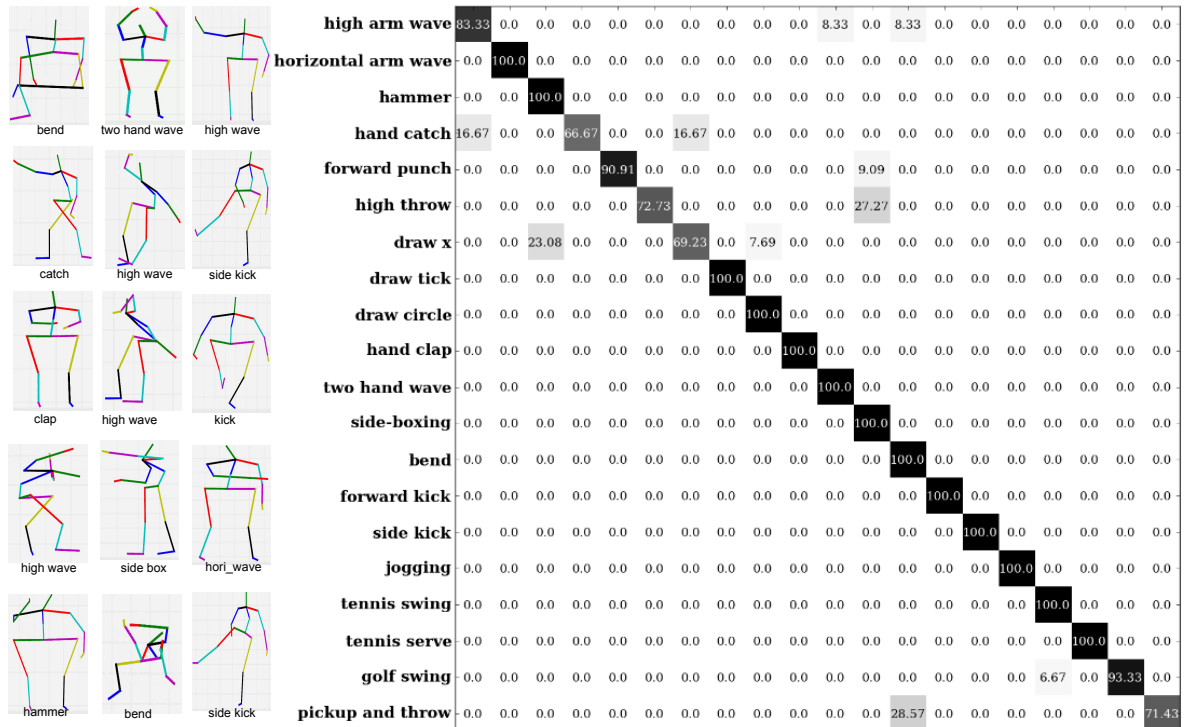 bend two hand wave high wave
catch high wave side kick
clap high wave kick
high wave side box hori_wave
hammer bend side kick
high arm wave 83.33 0.0 0.0 0.0 0.0 0.0 0.0 0.0 0.0 0.0 8.33 0.0 8.33 0.0 0.0 0.0 0.0 0.0 0.0 0.0
horizontal arm wave 0.0 100.0 0.0 0.0 0.0 0.0 0.0 0.0 0.0 0.0 0.0 0.0 0.0 0.0 0.0 0.0 0.0 0.0 0.0 0.0
hammer 0.0 0.0 100.0 0.0 0.0 0.0 0.0 0.0 0.0 0.0 0.0 0.0 0.0 0.0 0.0 0.0 0.0 0.0 0.0 0.0
hand catch 16.67 0.0 0.0 66.67 0.0 0.0 16.67 0.0 0.0 0.0 0.0 0.0 0.0 0.0 0.0 0.0 0.0 0.0 0.0 0.0
forward punch 0.0 0.0 0.0 0.0 90.91 0.0 0.0 0.0 0.0 0.0 0.0 9.09 0.0 0.0 0.0 0.0 0.0 0.0 0.0 0.0
high throw 0.0 0.0 0.0 0.0 0.0 72.73 0.0 0.0 0.0 0.0 0.0 27.27 0.0 0.0 0.0 0.0 0.0 0.0 0.0 0.0
draw x 0.0 0.0 23.08 0.0 0.0 0.0 69.23 0.0 7.69 0.0 0.0 0.0 0.0 0.0 0.0 0.0 0.0 0.0 0.0 0.0
draw tick 0.0 0.0 0.0 0.0 0.0 0.0 0.0 100.0 0.0 0.0 0.0 0.0 0.0 0.0 0.0 0.0 0.0 0.0 0.0 0.0
draw circle 0.0 0.0 0.0 0.0 0.0 0.0 0.0 0.0 100.0 0.0 0.0 0.0 0.0 0.0 0.0 0.0 0.0 0.0 0.0 0.0
hand clap 0.0 0.0 0.0 0.0 0.0 0.0 0.0 0.0 0.0 100.0 0.0 0.0 0.0 0.0 0.0 0.0 0.0 0.0 0.0 0.0
two hand wave 0.0 0.0 0.0 0.0 0.0 0.0 0.0 0.0 0.0 0.0 100.0 0.0 0.0 0.0 0.0 0.0 0.0 0.0 0.0 0.0
side-boxing 0.0 0.0 0.0 0.0 0.0 0.0 0.0 0.0 0.0 0.0 0.0 100.0 0.0 0.0 0.0 0.0 0.0 0.0 0.0 0.0
bend 0.0 0.0 0.0 0.0 0.0 0.0 0.0 0.0 0.0 0.0 0.0 0.0 100.0 0.0 0.0 0.0 0.0 0.0 0.0 0.0
forward kick 0.0 0.0 0.0 0.0 0.0 0.0 0.0 0.0 0.0 0.0 0.0 0.0 0.0 100.0 0.0 0.0 0.0 0.0 0.0 0.0
side kick 0.0 0.0 0.0 0.0 0.0 0.0 0.0 0.0 0.0 0.0 0.0 0.0 0.0 0.0 100.0 0.0 0.0 0.0 0.0 0.0
jogging 0.0 0.0 0.0 0.0 0.0 0.0 0.0 0.0 0.0 0.0 0.0 0.0 0.0 0.0 0.0 100.0 0.0 0.0 0.0 0.0
tennis swing 0.0 0.0 0.0 0.0 0.0 0.0 0.0 0.0 0.0 0.0 0.0 0.0 0.0 0.0 0.0 0.0 100.0 0.0 0.0 0.0
tennis serve 0.0 0.0 0.0 0.0 0.0 0.0 0.0 0.0 0.0 0.0 0.0 0.0 0.0 0.0 0.0 0.0 0.0 100.0 0.0 0.0
golf swing 0.0 0.0 0.0 0.0 0.0 0.0 0.0 0.0 0.0 0.0 0.0 0.0 0.0 0.0 0.0 0.0 6.67 0.0 93.33 0.0
pickup and throw 0.0 0.0 0.0 0.0 0.0 0.0 0.0 0.0 0.0 0.0 0.0 0.0 28.57 0.0 0.0 0.0 0.0 0.0 0.0 71.43